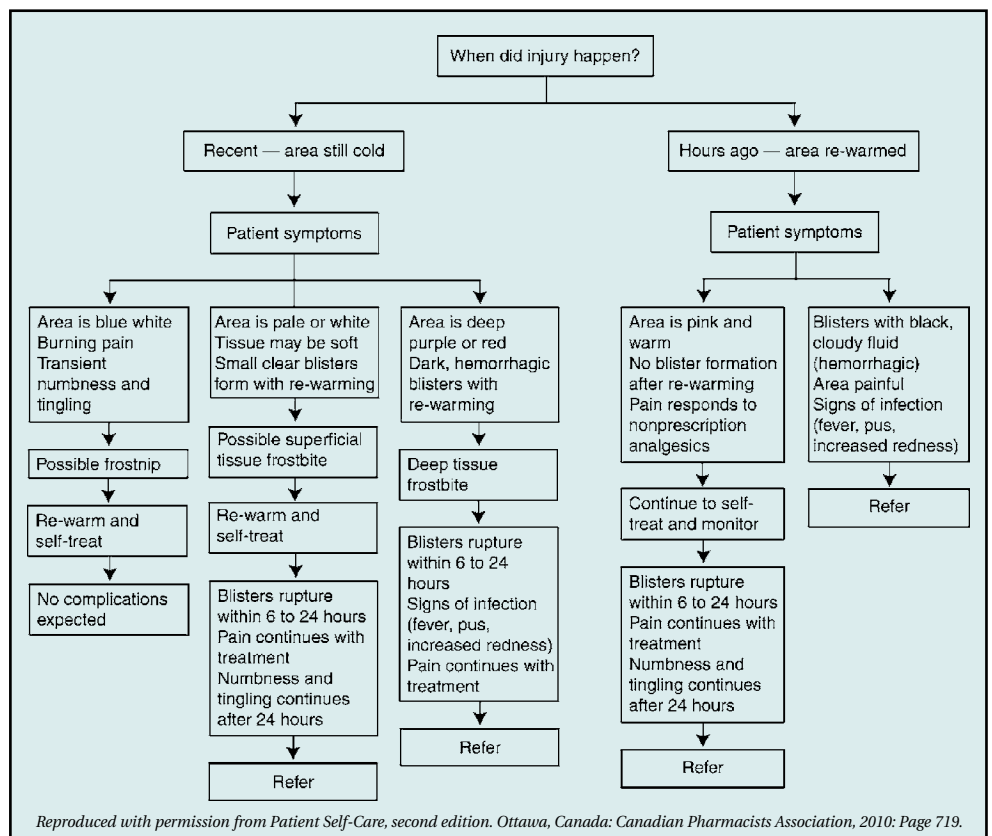 When did injury happen?
Recent — area still cold
Hours ago — area re-warmed
Patient symptoms
Patient symptoms
Area is blue white
Burning pain
Transient
numbness and
tingling
Possible frostnip
Re-warm and
self-treat
No complications
expected
Area is pale or white
Tissue may be soft
Small clear blisters
form with re-warming
Possible superficial
tissue frostbite
Re-warm and
self-treat
Blisters rupture
within 6 to 24 hours
Pain continues with
treatment
Numbness and
tingling continues
after 24 hours
Refer
Area is deep
purple or red
Dark, hemorrhagic
blisters with
re-warming
Deep tissue
frostbite
Blisters rupture
within 6 to 24
hours
Signs of infection
(fever, pus,
increased redness)
Pain continues with
treatment
Refer
Area is pink and
warm
No blister formation
after re-warming
Pain responds to
nonprescription
analgesics
Continue to self-
treat and monitor
Blisters rupture
within 6 to 24 hours
Pain continues with
treatment
Numbness and
tingling continues
after 24 hours
Refer
Blisters with black,
cloudy fluid
(hemorrhagic)
Area painful
Signs of infection
(fever, pus,
increased redness)
Refer
Reproduced with permission from Patient Self-Care, second edition. Ottawa, Canada: Canadian Pharmacists Association, 2010: Page 719.